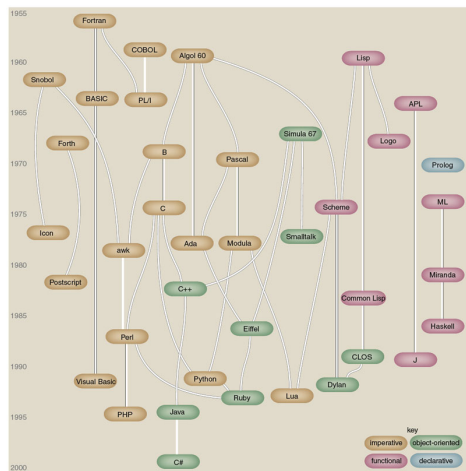 1955
Fortran
COBOL
Algol 60
1960
Lisp
Snobol
BASIC
PL/I
APL
1965
Simula 67
Logo
Forth
B
Pascal
1970
Prolog
ML
C
Scheme
1975
Icon
awk
Ada
Modula
Smalltalk
Miranda
1980
Postscript
C++
Common Lisp
1985
Perl
Eiffel
Haskell
CLOS
J
1990
Visual Basic
Python
Dylan
Ruby
Lua
1995
PHP
Java
key
imperative
object-oriented
functional
declarative
C#
2000